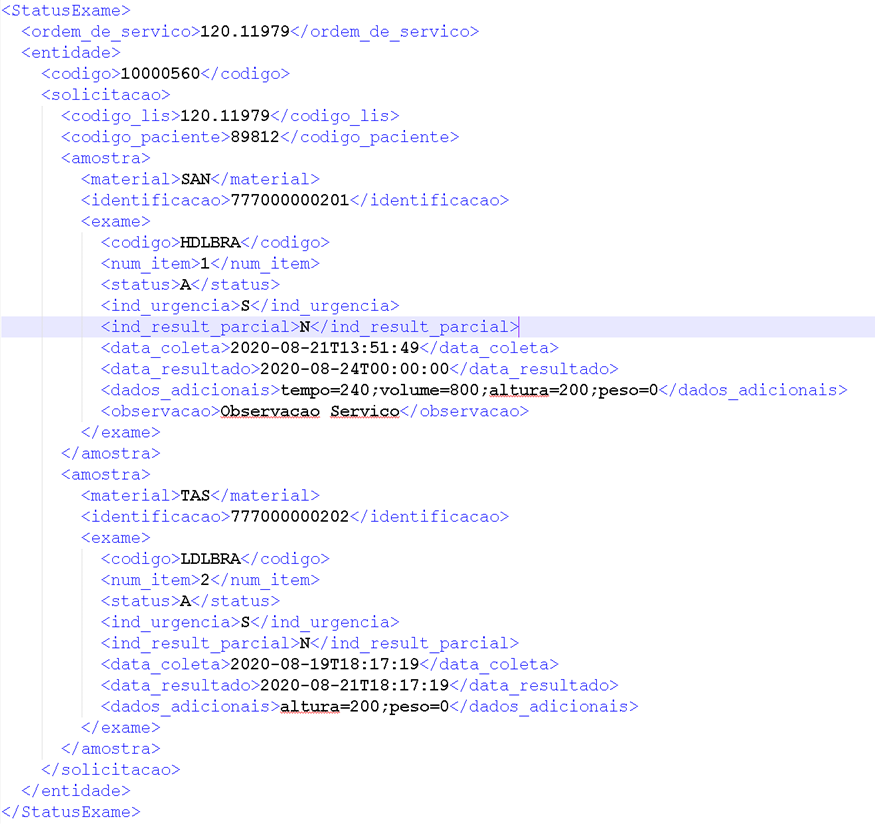 <StatusExame>
<ordem_de_servico>120.11979</ordem_de_servico>
<entidade>
<codigo>10000560</codigo>
<solicitacao>
<codigo_lis>120.11979</codigo_lis>
<codigo_paciente>89812</codigo_paciente>
<amostra>
<material>SAN</material>
<identificacao>777000000201</identificacao>
<exame>
<codigo>HDLBRA</codigo>
<num_item>1</num_item>
<status>A</status>
<ind_urgencia>S</ind_urgencia>
<ind_result_parcial>N</ind_result_parcial>
<data_coleta>2020-08-21T13:51:49</data_coleta>
<data_resultado>2020-08-24T00:00:00</data_resultado>
<dados_adicionais>tempo=240;volume=800;altura=200;peso=0</dados_adicionais>
<observacao>Observacao Servico</observacao>
</exame>
</amostra>
<amostra>
<material>TAS</material>
<identificacao>777000000202</identificacao>
<exame>
<codigo>LDLBRA</codigo>
<num_item>2</num_item>
<status>A</status>
<ind_urgencia>S</ind_urgencia>
<ind_result_parcial>N</ind_result_parcial>
<data_coleta>2020-08-19T18:17:19</data_coleta>
<data_resultado>2020-08-21T18:17:19</data_resultado>
<dados_adicionais>altura=200;peso=0</dados_adicionais>
</exame>
</amostra>
</solicitacao>
</entidade>
</StatusExame>